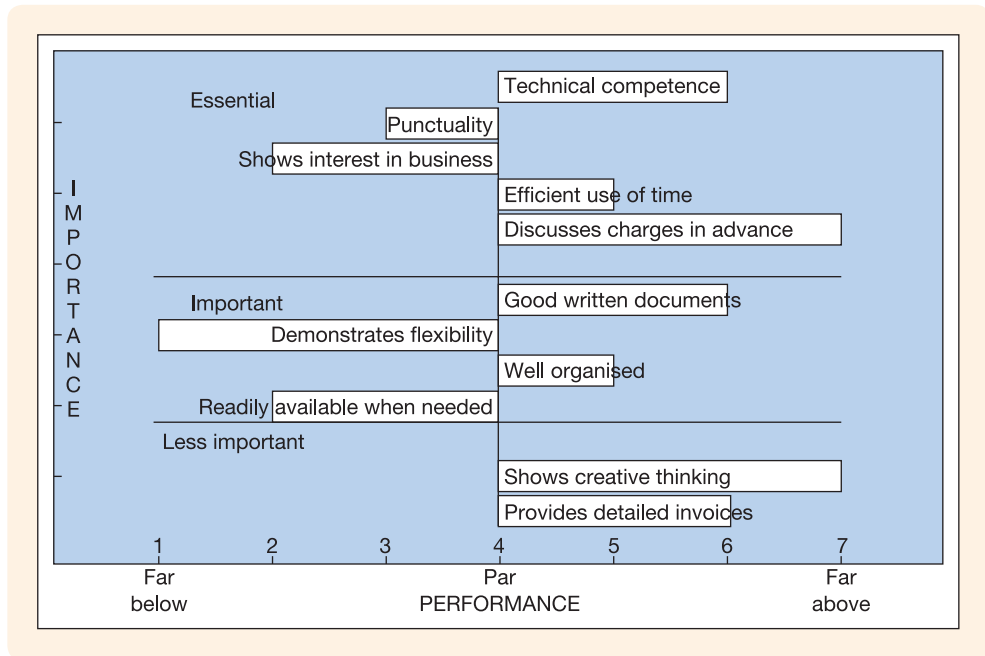 Technical competence
Essential
Punctuality
Shows interest in business
Efficient use of time
Discusses charges in advance
IMPORTANCE
Good written documents
Important
Demonstrates flexibility
Well organised
Readily available when needed
Less important
Shows creative thinking
Provides detailed invoices
1 2 3 4 5 6 7
Far Par Far
below PERFORMANCE above